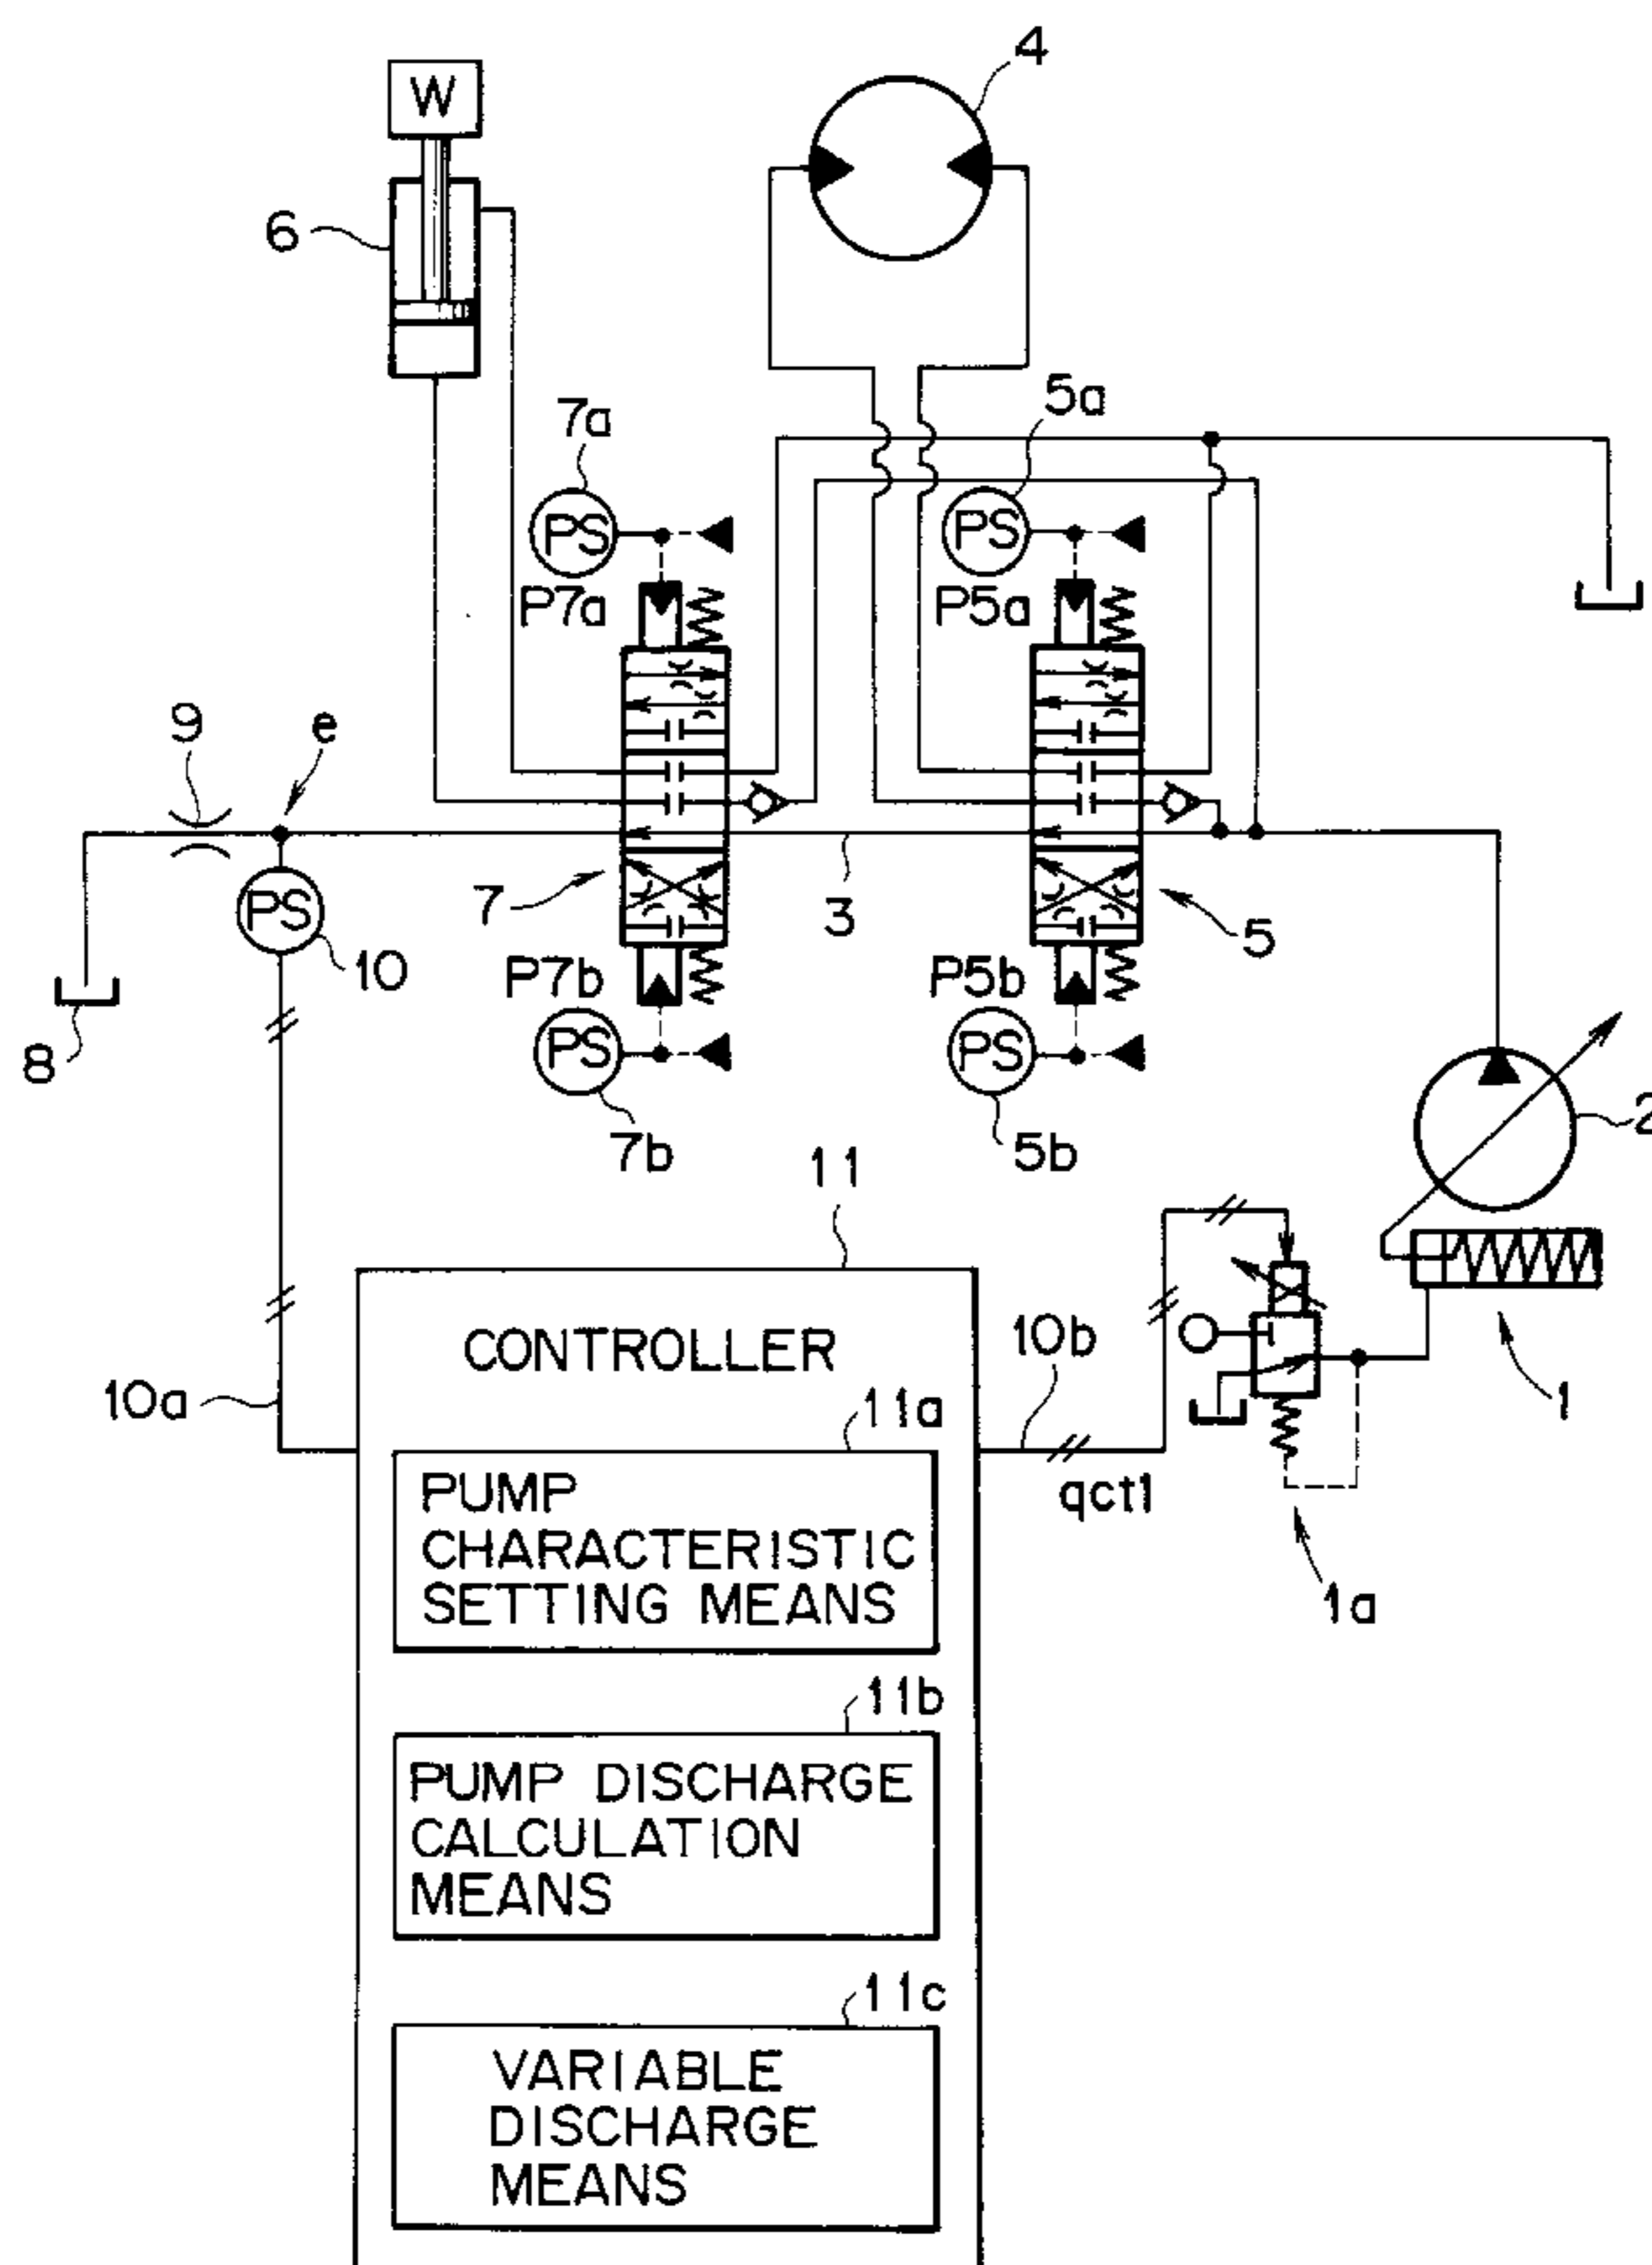 4
W
6
5a
7a
PS
PS
P7a
P5a
9
e
7
3
5
PS
10
P7b
P5b
8
PS
PS
2
7b
5b
11
CONTROLLER
10b
10a
1
11a
qct1
PUMP
CHARACTERISTIC
SETTING MEANS
1a
11b
PUMP DISCHARGE
CALCULATION
MEANS
11c
VARIABLE
DISCHARGE
MEANS